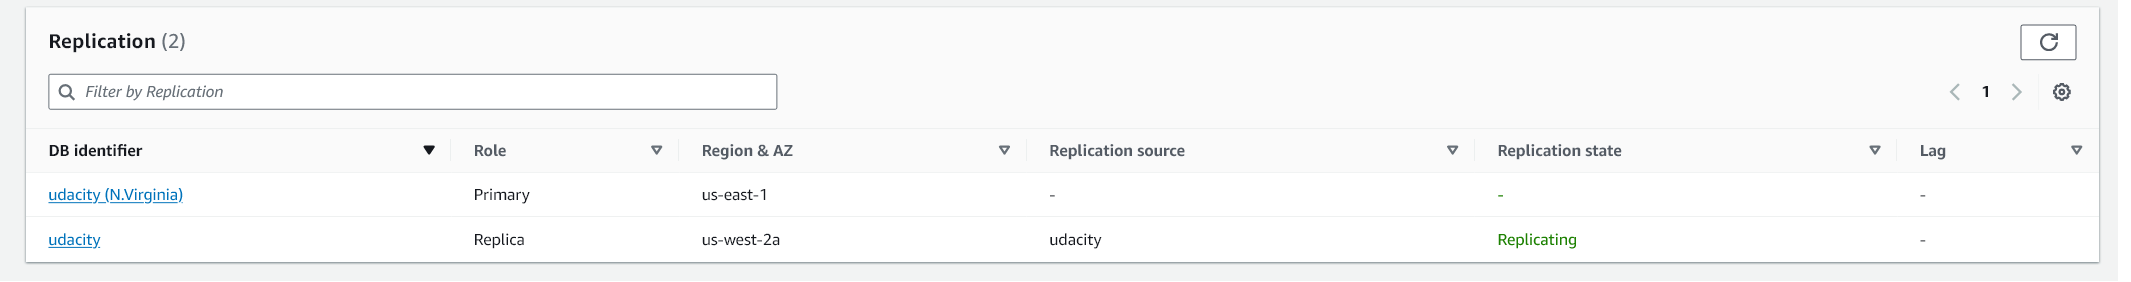 Replication (2)
Filter by Replication
1
DB identifier Role Region & AZ Replication source Replication state Lag
udacity (N.Virginia) Primary us-east-1 - - -
udacity Replica us-west-2a udacity Replicating -